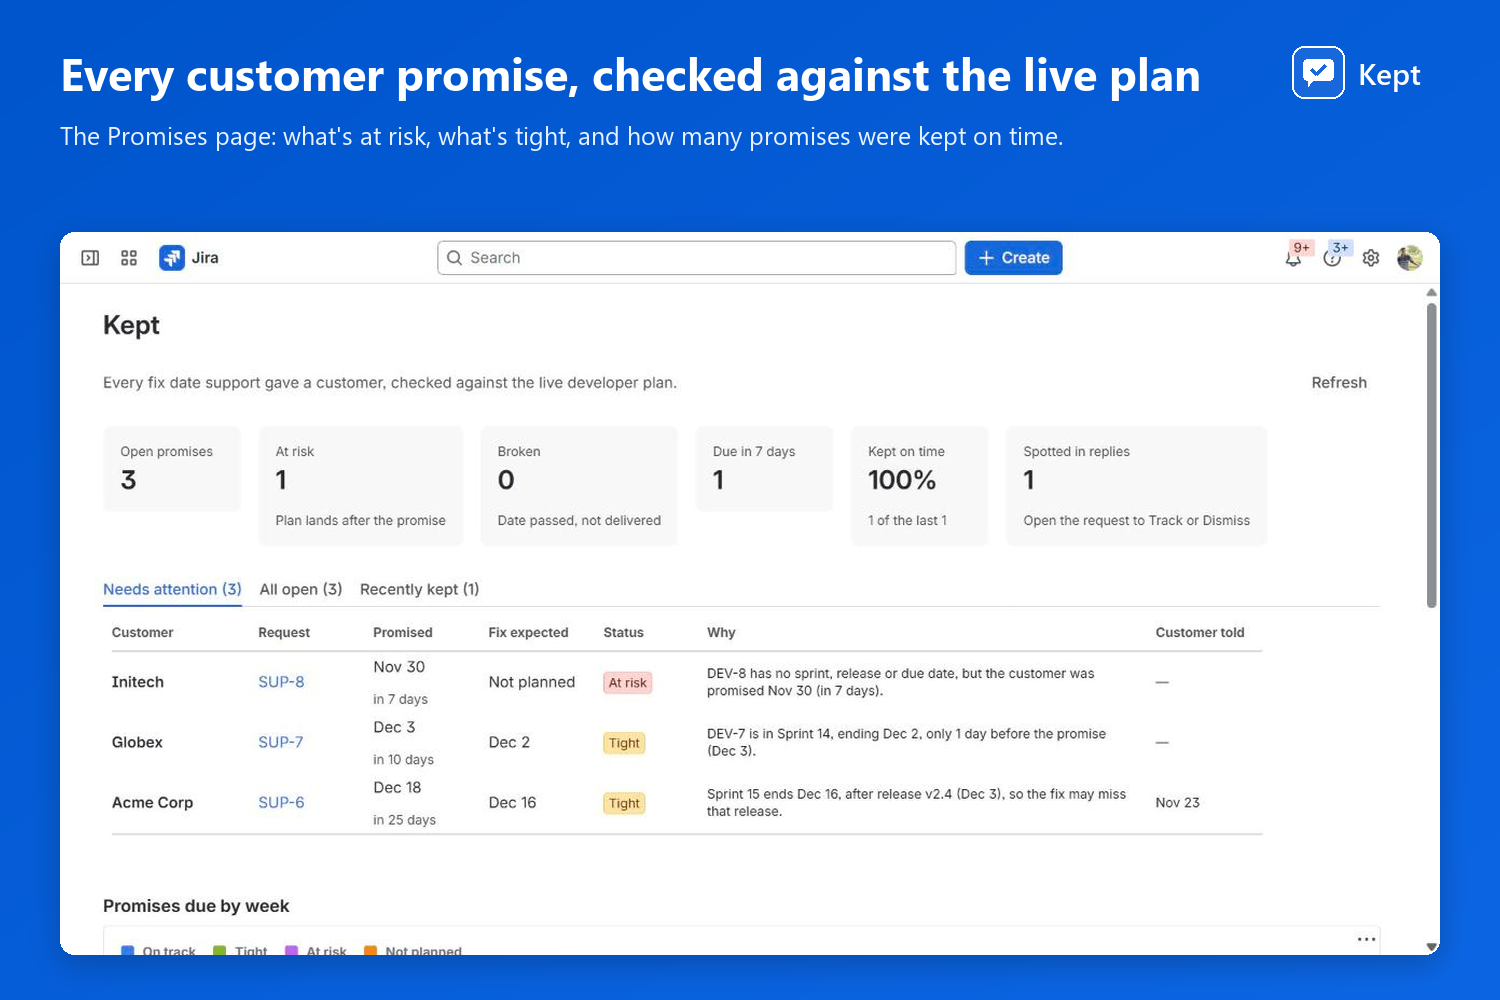 Every customer promise, checked against the live plan
Kept
The Promises page: what's at risk, what's tight, and how many promises were kept on time.
Jira
Search
+ Create
9+
3+
Kept
Every fix date support gave a customer, checked against the live developer plan.
Refresh
Open promises
3
At risk
1
Plan lands after the promise
Broken
0
Date passed, not delivered
Due in 7 days
1
Kept on time
100%
1 of the last 1
Spotted in replies
1
Open the request to Track or Dismiss
Needs attention (3) All open (3) Recently kept (1)
Customer Request Promised Fix expected Status Why Customer told
Initech SUP-8 Nov 30 in 7 days Not planned At risk DEV-8 has no sprint, release or due date, but the customer was
promised Nov 30 (in 7 days). —
Globex SUP-7 Dec 3 in 10 days Dec 2 Tight DEV-7 is in Sprint 14, ending Dec 2, only 1 day before the promise
(Dec 3). —
Acme Corp SUP-6 Dec 18 in 25 days Dec 16 Tight Sprint 15 ends Dec 16, after release v2.4 (Dec 3), so the fix may miss
that release. Nov 23
Promises due by week
On track Tight At risk Not planned